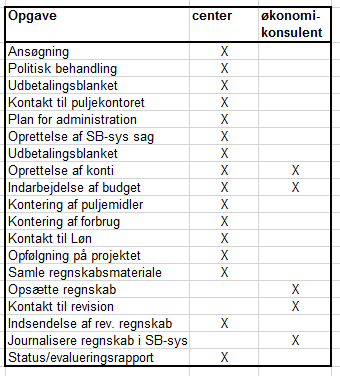 Opgave center økonomi-
konsulent
Ansøgning X
Politisk behandling X
Udbetalingsblanket X
Kontakt til puljekontoret X
Plan for administration X
Oprettelse af SB-sys sag X
Udbetalingsblanket X
Oprettelse af konti X X
Indarbejdelse af budget X X
Kontering af puljemidler X
Kontering af forbrug X
Kontakt til Løn X
Opfølgning på projektet X
Samle regnskabsmateriale X
Opsætte regnskab X
Kontakt til revision X
Indsendelse af rev. regnskab X
Journalisere regnskab i SB-sys X
Status/evalueringsrapport X